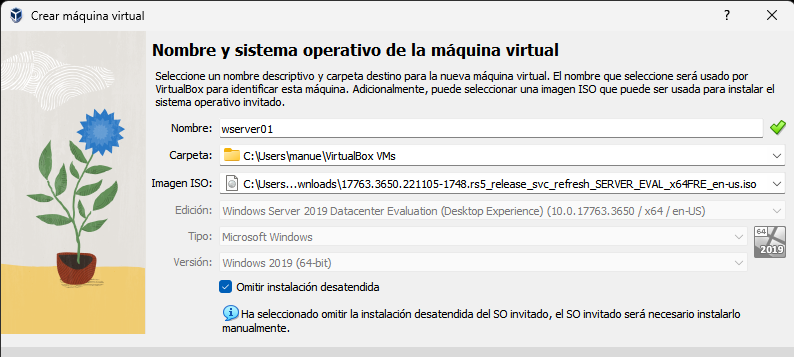 Crear máquina virtual
?
Nombre y sistema operativo de la máquina virtual
Seleccione un nombre descriptivo y carpeta destino para la nueva máquina virtual. El nombre que seleccione será usado por
VirtualBox para identificar esta máquina. Adicionalmente, puede seleccionar una imagen ISO que puede ser usada para instalar el
sistema operativo invitado.
Nombre: wserver01
Carpeta: C:\Users\manue\VirtualBox VMs
Imagen ISO: C:\Users...wnloads\17763.3650.221105-1748.rs5_release_svc_refresh_SERVER_EVAL_x64FRE_en-us.iso
Edición: Windows Server 2019 Datacenter Evaluation (Desktop Experience) (10.0.17763.3650 / x64 / en-US)
Tipo: Microsoft Windows
64
2019
Versión: Windows 2019 (64-bit)
Omitir instalación desatendida
Ha seleccionado omitir la instalación desatendida del SO invitado, el SO invitado será necesario instalarlo
manualmente.